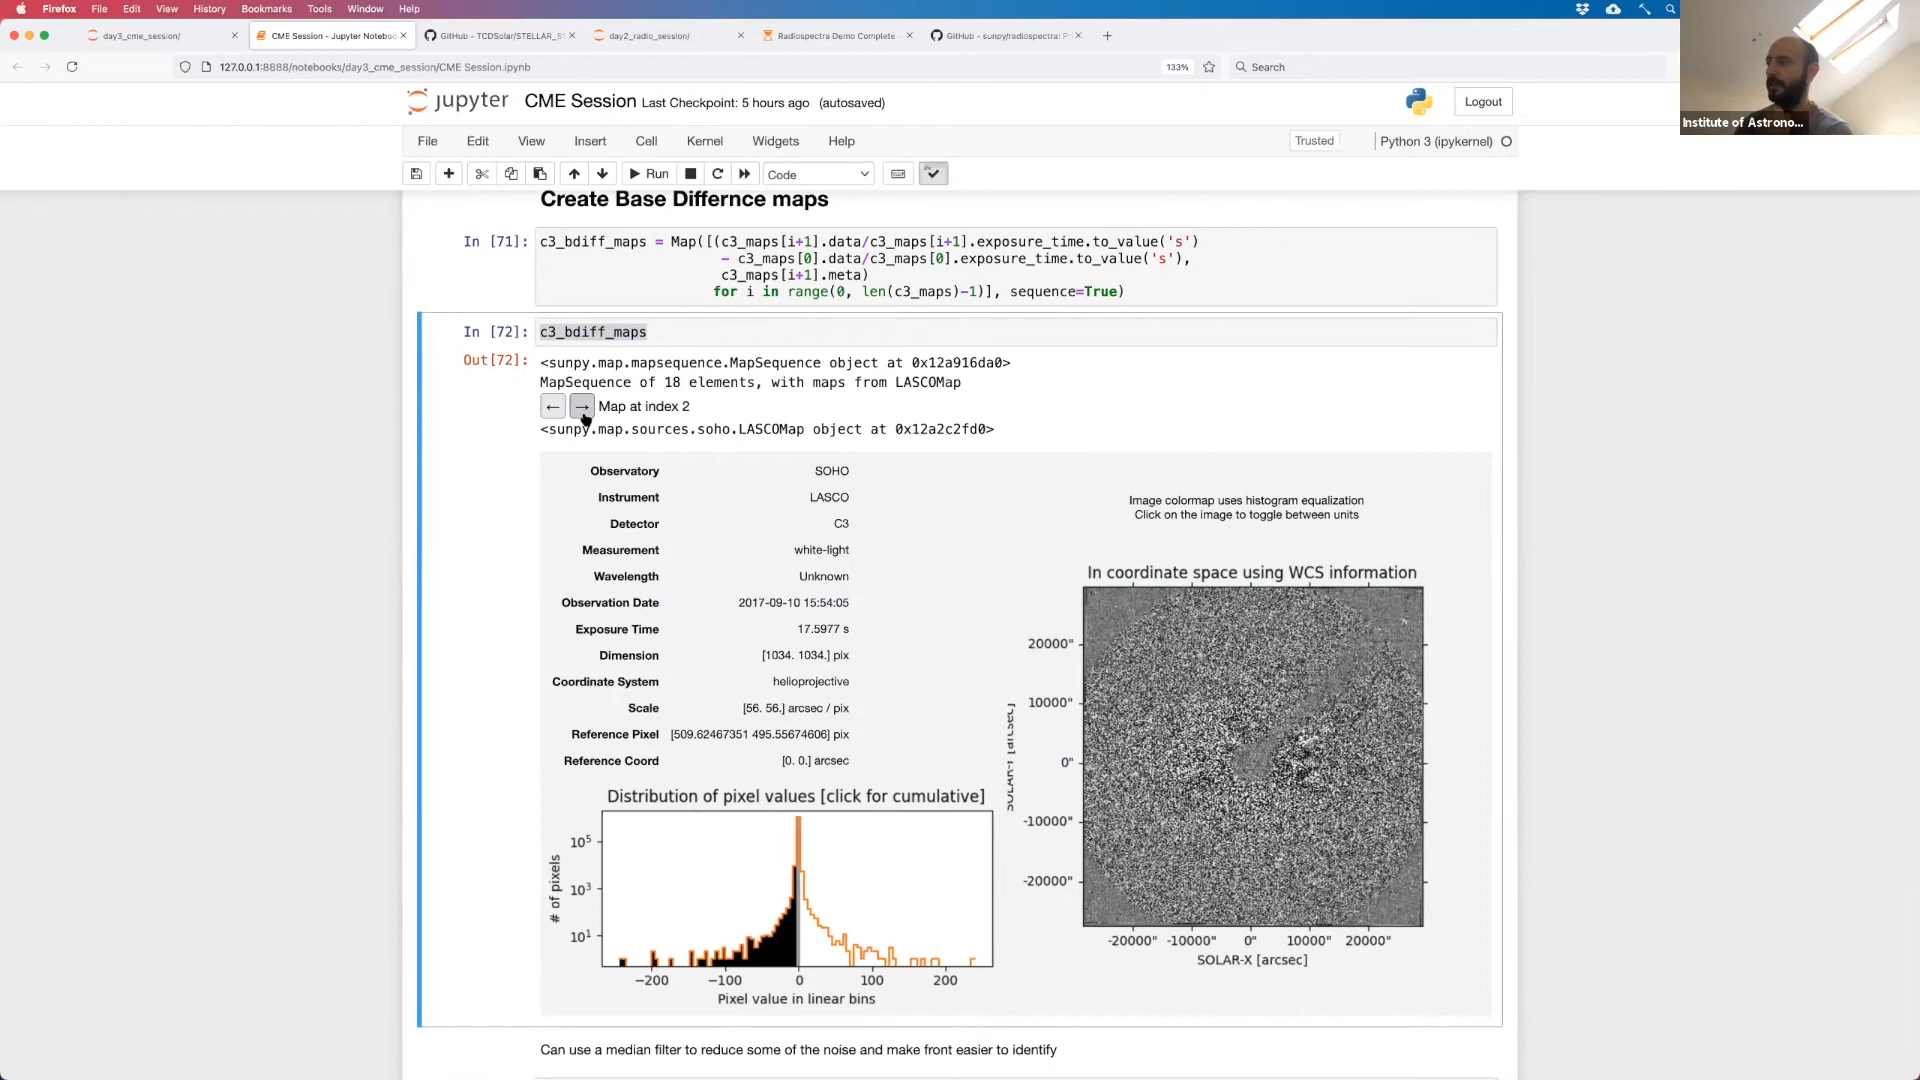 Firefox File Edit View History Bookmarks Tools Window Help
day3_cme_session/ × CME Session - Jupyter Noteboo × GitHub - TCDSolar/STELLAR_S × day2_radio_session/ × Radiospectra Demo Complete - × GitHub - sunpy/radiospectra: P × +
127.0.0.1:8888/notebooks/day3_cme_session/CME Session.ipynb 133% Search
Institute of Astrono...
jupyter CME Session Last Checkpoint: 5 hours ago (autosaved) Logout
File Edit View Insert Cell Kernel Widgets Help Trusted Python 3 (ipykernel)
Run Code
Create Base Differnce maps
In [71]: c3_bdiff_maps = Map([(c3_maps[i+1].data/c3_maps[i+1].exposure_time.to_value('s')
- c3_maps[0].data/c3_maps[0].exposure_time.to_value('s'),
c3_maps[i+1].meta)
for i in range(0, len(c3_maps)-1)], sequence=True)
In [72]: c3_bdiff_maps
Out[72]: <sunpy.map.mapsequence.MapSequence object at 0x12a916da0>
MapSequence of 18 elements, with maps from LASCOMap
← → Map at index 2
<sunpy.map.sources.soho.LASCOMap object at 0x12a2c2fd0>
Observatory SOHO
Instrument LASCO
Detector C3
Measurement white-light
Wavelength Unknown
Observation Date 2017-09-10 15:54:05
Exposure Time 17.5977 s
Dimension [1034. 1034.] pix
Coordinate System helioprojective
Scale [56. 56.] arcsec / pix
Reference Pixel [509.62467351 495.55674606] pix
Reference Coord [0. 0.] arcsec
Image colormap uses histogram equalization
Click on the image to toggle between units
In coordinate space using WCS information
20000"
10000"
0"
-10000"
-20000"
SOLAR-Y [arcsec]
-20000" -10000" 0" 10000" 20000"
SOLAR-X [arcsec]
Distribution of pixel values [click for cumulative]
10⁵
10³
10¹
# of pixels
−200 −100 0 100 200
Pixel value in linear bins
Can use a median filter to reduce some of the noise and make front easier to identify